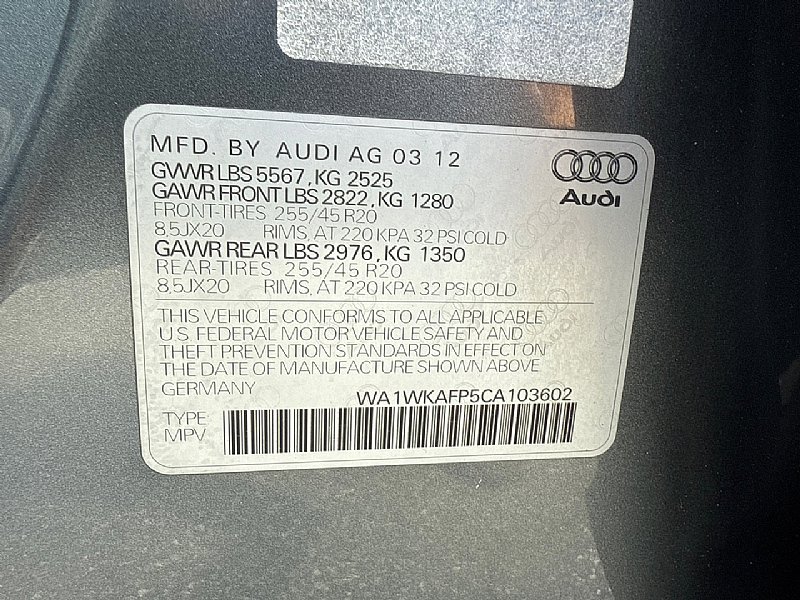 MFD. BY AUDI AG 03 12
GVWR LBS 5567, KG 2525
GAWR FRONT LBS 2822, KG 1280
FRONT-TIRES 255/45 R20
8,5JX20 RIMS, AT 220 KPA 32 PSI COLD
GAWR REAR LBS 2976, KG 1350
REAR-TIRES 255/45 R20
8,5JX20 RIMS, AT 220 KPA 32 PSI COLD
Audi
THIS VEHICLE CONFORMS TO ALL APPLICABLE
U.S. FEDERAL MOTOR VEHICLE SAFETY AND
THEFT PREVENTION STANDARDS IN EFFECT ON
THE DATE OF MANUFACTURE SHOWN ABOVE
GERMANY
WA1WKAFP5CA103602
TYPE
MPV